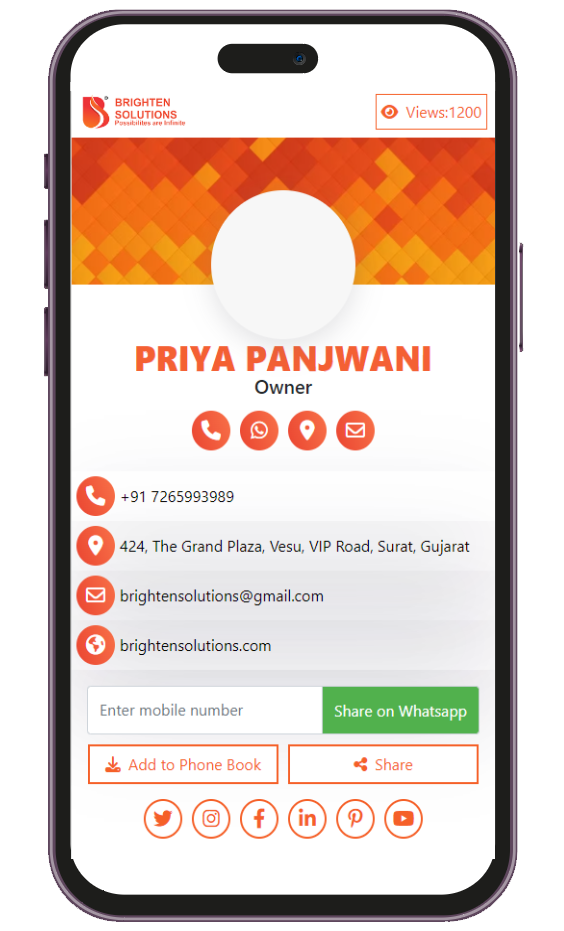 BRIGHTEN
SOLUTIONS
Possibilites are Infinite
Views:1200
PRIYA PANJWANI
Owner
+91 7265993989
424, The Grand Plaza, Vesu, VIP Road, Surat, Gujarat
brightensolutions@gmail.com
brightensolutions.com
Enter mobile number
Share on Whatsapp
Add to Phone Book
Share